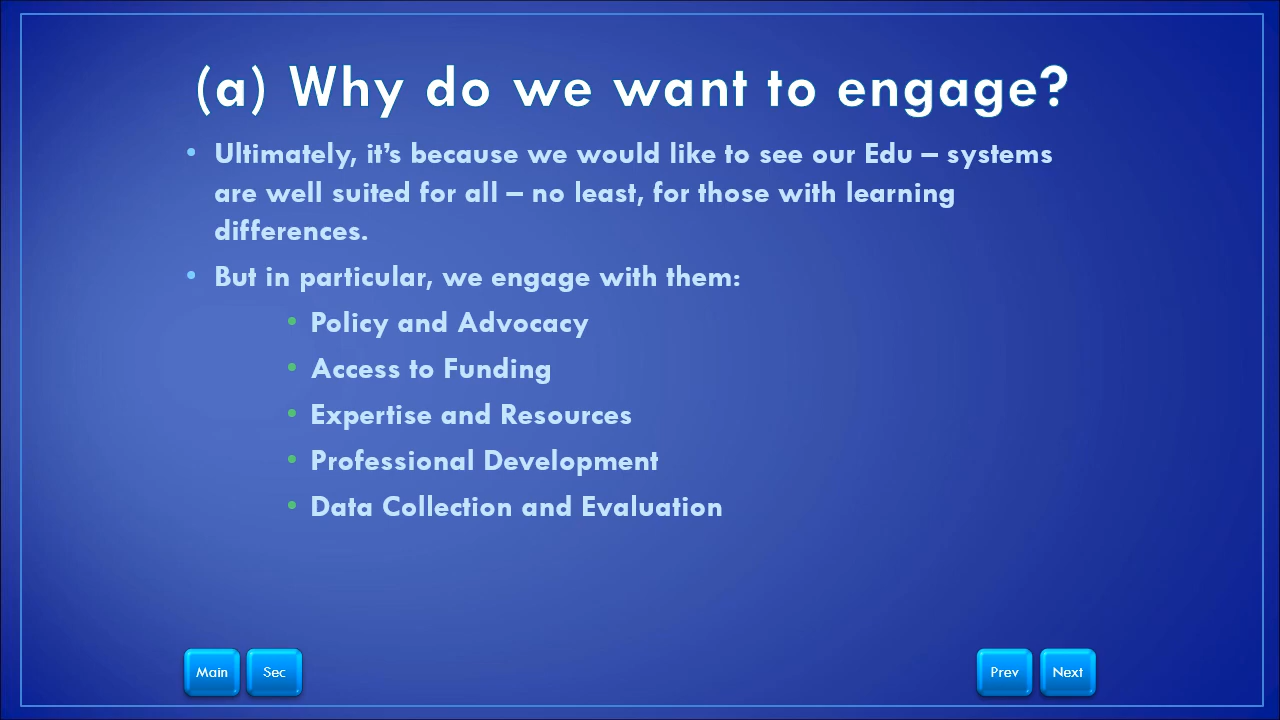 (a) Why do we want to engage?
• Ultimately, it's because we would like to see our Edu – systems
are well suited for all – no least, for those with learning
differences.
• But in particular, we engage with them:
• Policy and Advocacy
• Access to Funding
• Expertise and Resources
• Professional Development
• Data Collection and Evaluation
Main Sec Prev Next